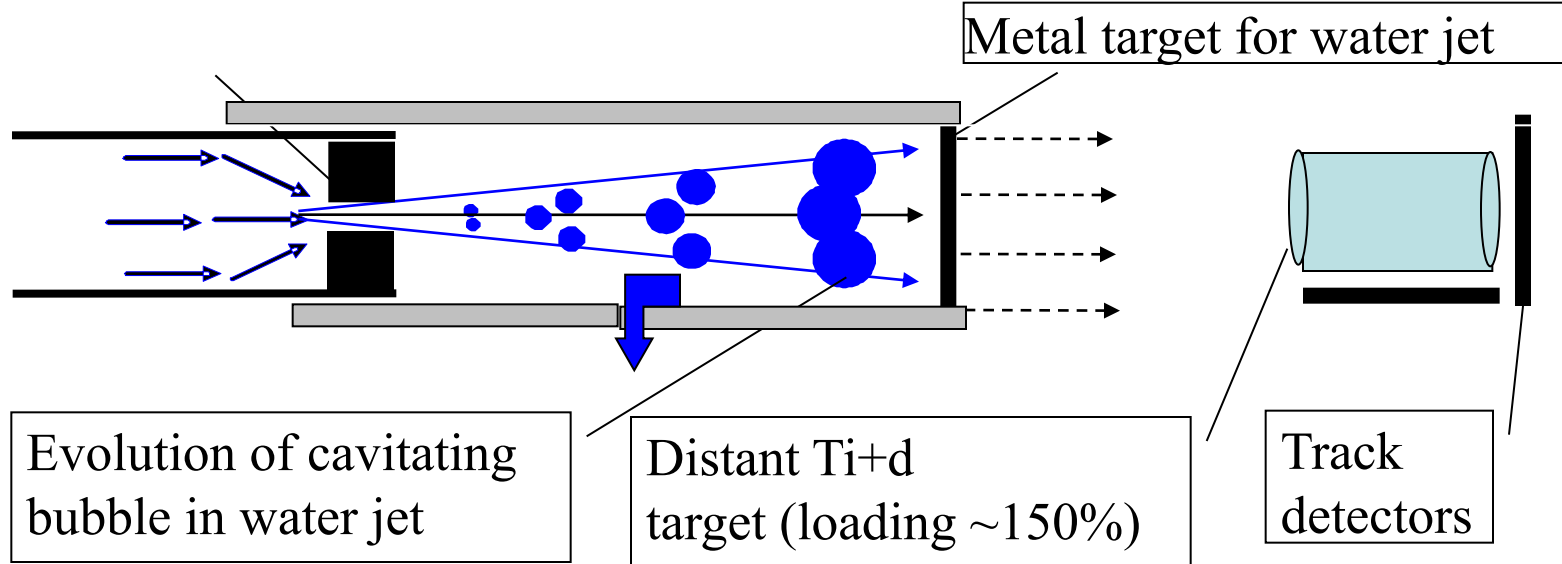 Metal target for water jet
Evolution of cavitating
bubble in water jet
Distant Ti+d
target (loading ~150%)
Track
detectors